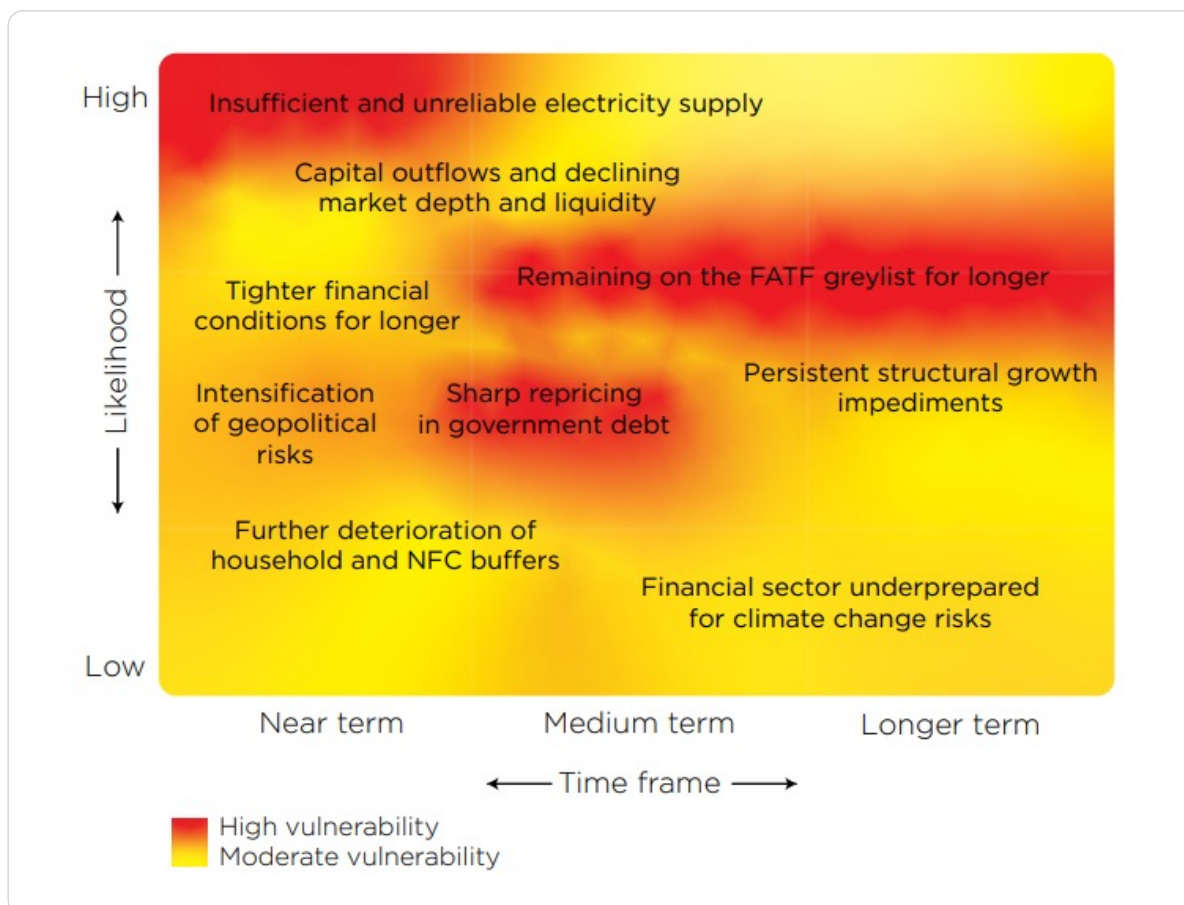 High
Insufficient and unreliable electricity supply
Capital outflows and declining
market depth and liquidity
Remaining on the FATF greylist for longer
Tighter financial
conditions for longer
Likelihood
Persistent structural growth
impediments
Intensification
of geopolitical
risks
Sharp repricing
in government debt
Further deterioration of
household and NFC buffers
Financial sector underprepared
for climate change risks
Low
Near term
Medium term
Longer term
Time frame
High vulnerability
Moderate vulnerability